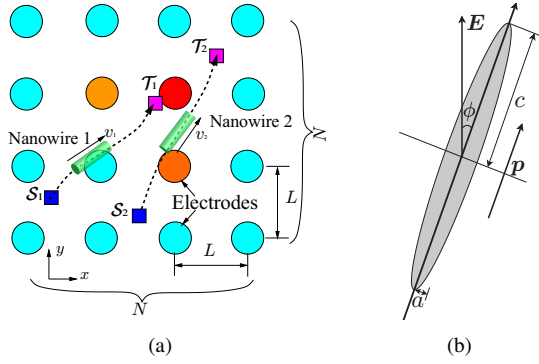 𝒯₂
𝒯₁
E
Nanowire 1
v₁
v₂
Nanowire 2
ϕ
c
N
p
𝒮₁
𝒮₂
Electrodes
L
y
x
L
a
N
(a)
(b)